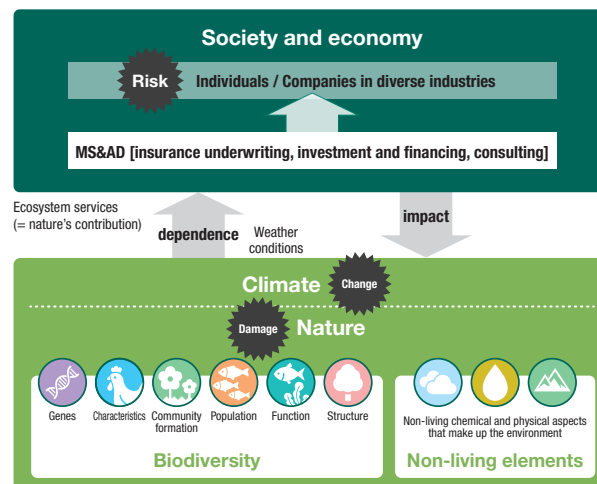 Society and economy
Risk
Individuals / Companies in diverse industries
MS&AD [insurance underwriting, investment and financing, consulting]
Ecosystem services
(= nature's contribution)
dependence
Weather
conditions
impact
Climate
Change
Damage
Nature
Genes
Characteristics
Community
formation
Population
Function
Structure
Biodiversity
Non-living chemical and physical aspects
that make up the environment
Non-living elements